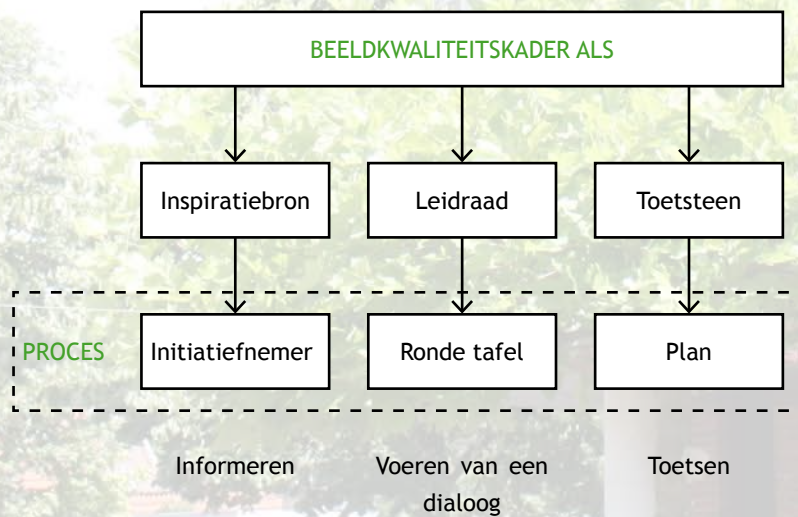 BEELDKWALITEITSKADER ALS
Inspiratiebron
Leidraad
Toetsteen
PROCES
Initiatiefnemer
Ronde tafel
Plan
Informeren
Voeren van een
dialoog
Toetsen